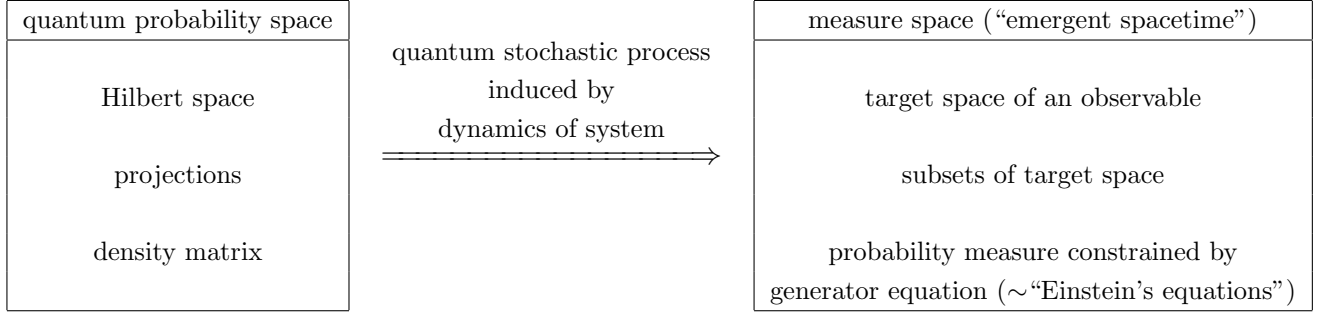 quantum probability space
Hilbert space
projections
density matrix
quantum stochastic process
induced by
dynamics of system
measure space (“emergent spacetime”)
target space of an observable
subsets of target space
probability measure constrained by
generator equation (∼“Einstein’s equations”)